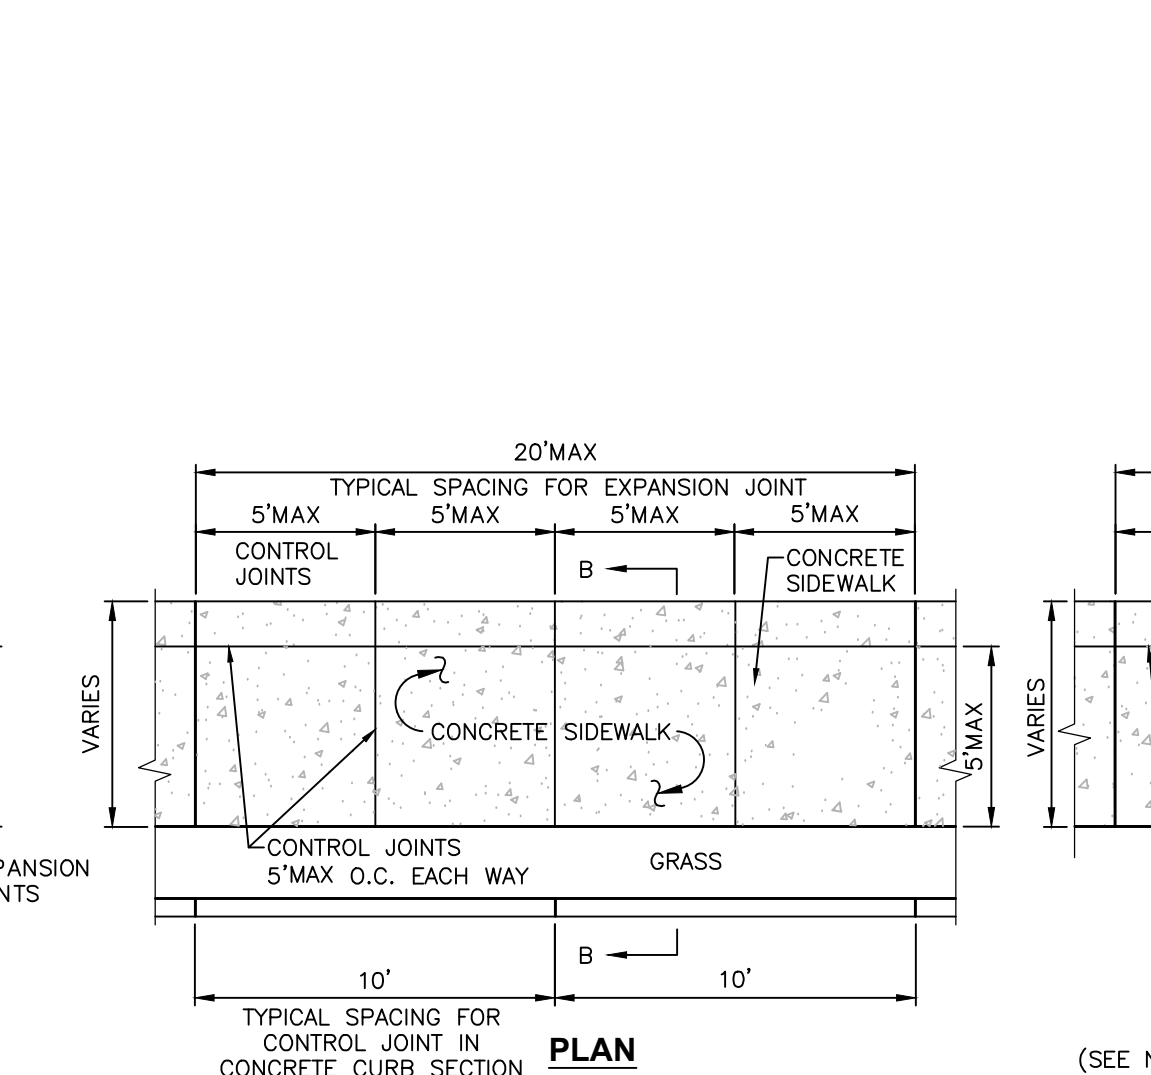 20'MAX
TYPICAL SPACING FOR EXPANSION JOINT
5'MAX 5'MAX 5'MAX 5'MAX
CONTROL
JOINTS
B
CONCRETE
SIDEWALK
VARIES
CONCRETE SIDEWALK
5'MAX
VARIES
CONTROL JOINTS
5'MAX O.C. EACH WAY
GRASS
PANSION
NTS
B
10' 10'
TYPICAL SPACING FOR
CONTROL JOINT IN
CONCRETE CURB SECTION
PLAN
(SEE